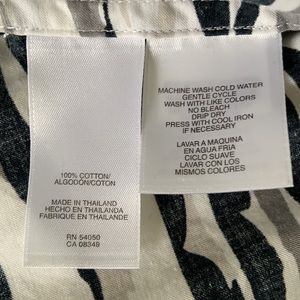 100% COTTON/
ALGODÓN/COTON
MADE IN THAILAND
HECHO EN TAILANDIA
FABRIQUE EN THAILANDE
RN 54050
CA 08349
MACHINE WASH COLD WATER
GENTLE CYCLE
WASH WITH LIKE COLORS
NO BLEACH
DRIP DRY
PRESS WITH COOL IRON
IF NECESSARY
LAVAR A MAQUINA
EN AGUA FRIA
CICLO SUAVE
LAVAR CON LOS
MISMOS COLORES